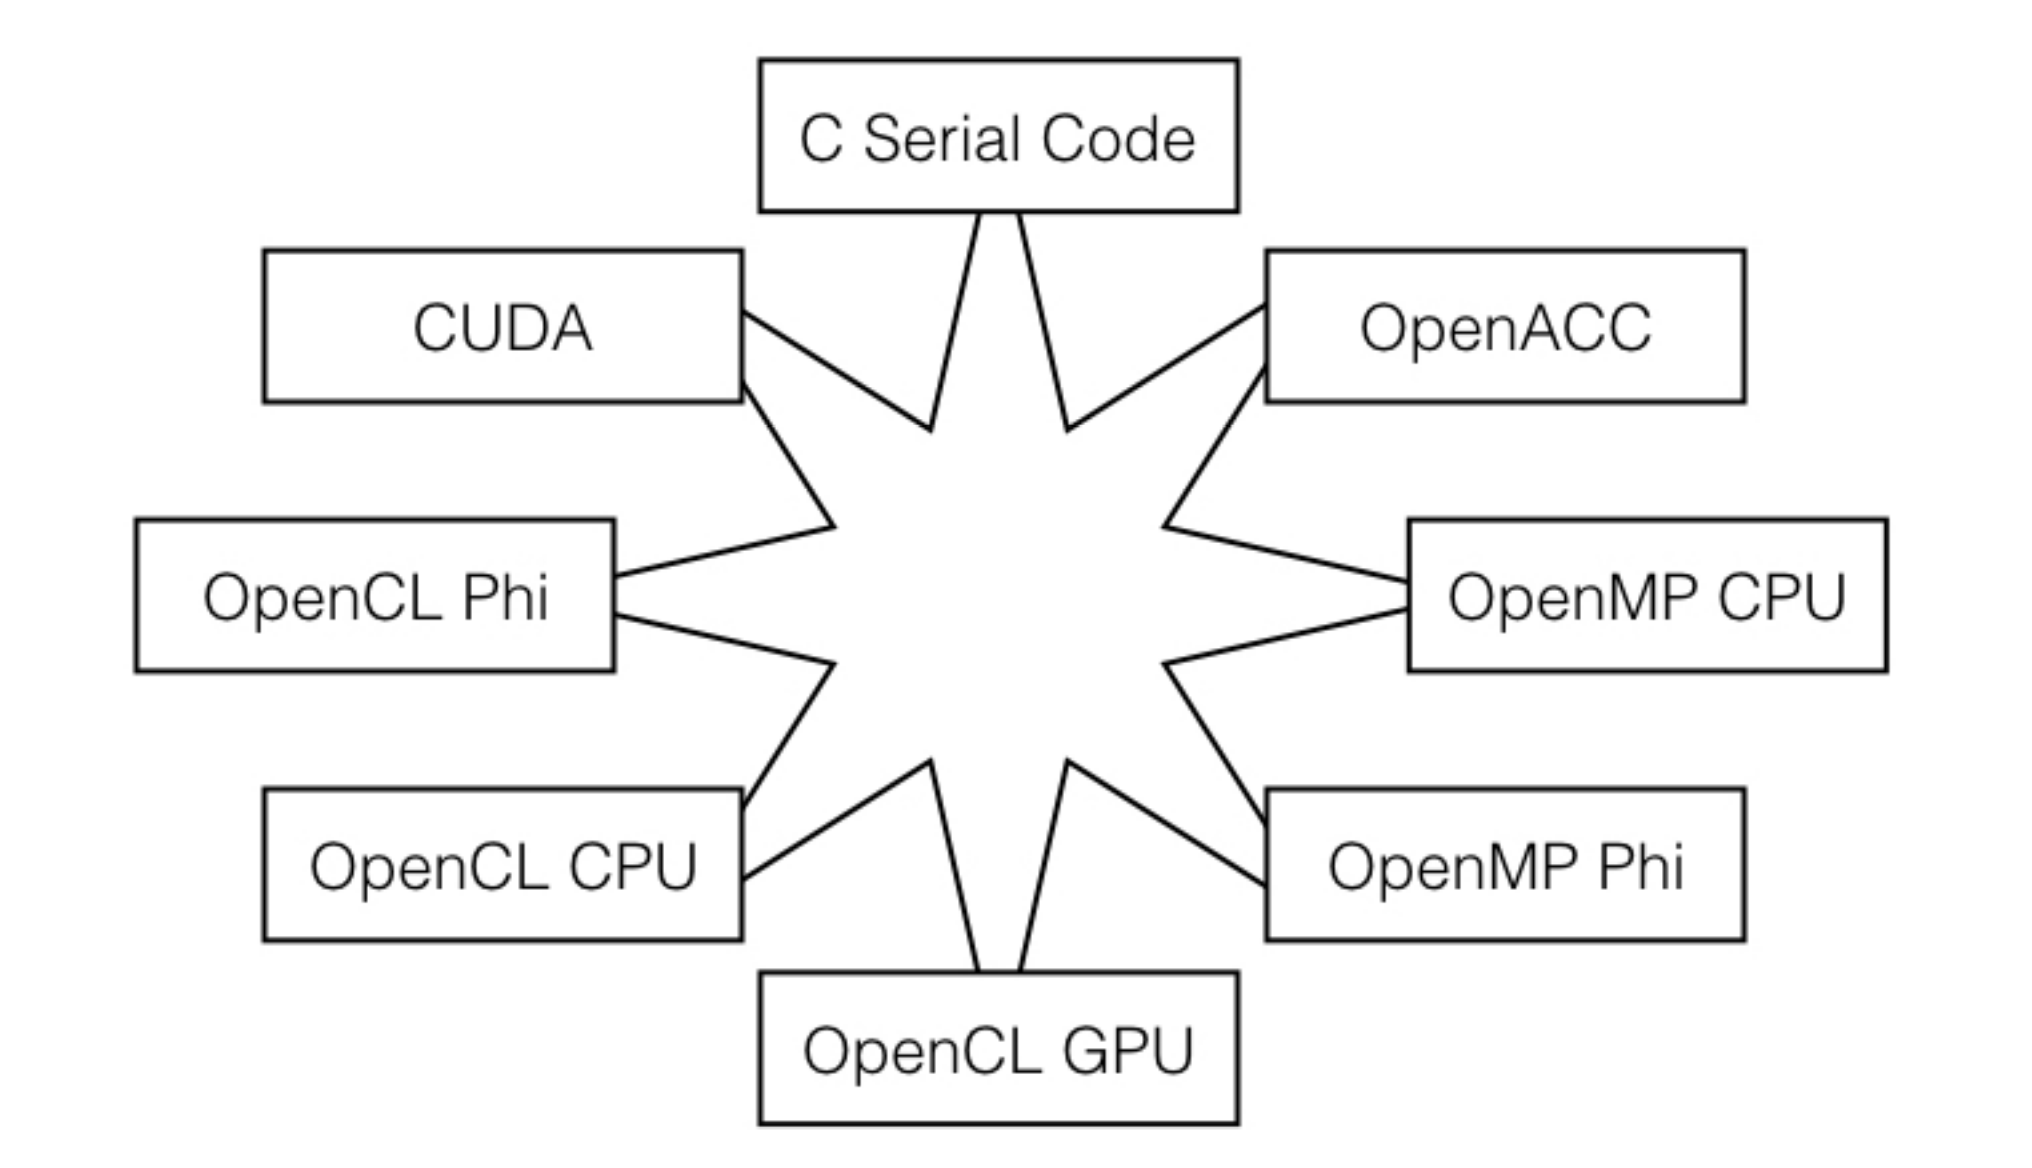 C Serial Code
CUDA
OpenACC
OpenCL Phi
OpenMP CPU
OpenCL CPU
OpenMP Phi
OpenCL GPU